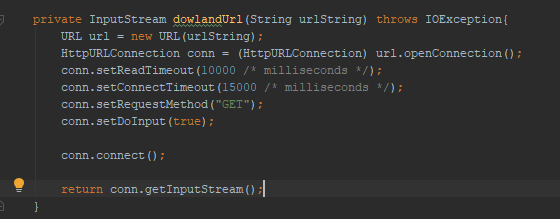 private InputStream dowlandUrl(String urlString) throws IOException{
URL url = new URL(urlString);
HttpURLConnection conn = (HttpURLConnection) url.openConnection();
conn.setReadTimeout(10000 /* milliseconds */);
conn.setConnectTimeout(15000 /* milliseconds */);
conn.setRequestMethod("GET");
conn.setDoInput(true);
conn.connect();
return conn.getInputStream();
}